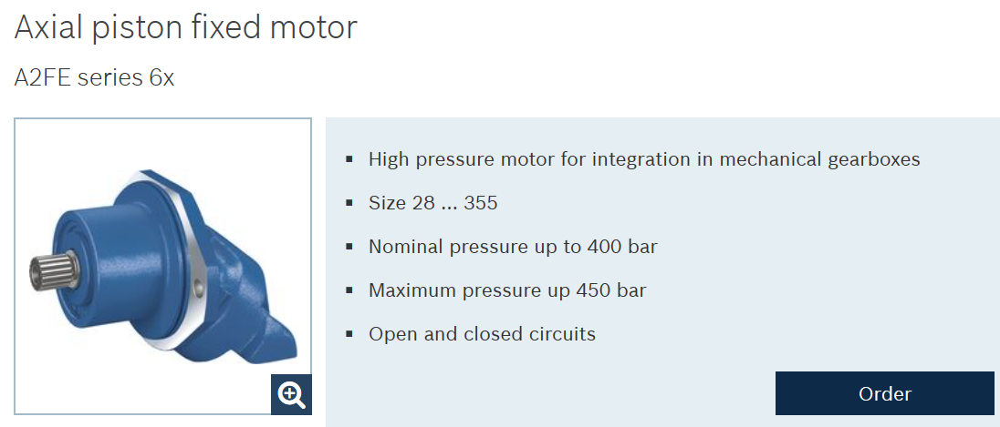 Axial piston fixed motor
A2FE series 6x
▪ High pressure motor for integration in mechanical gearboxes
▪ Size 28 ... 355
▪ Nominal pressure up to 400 bar
▪ Maximum pressure up 450 bar
▪ Open and closed circuits
Order